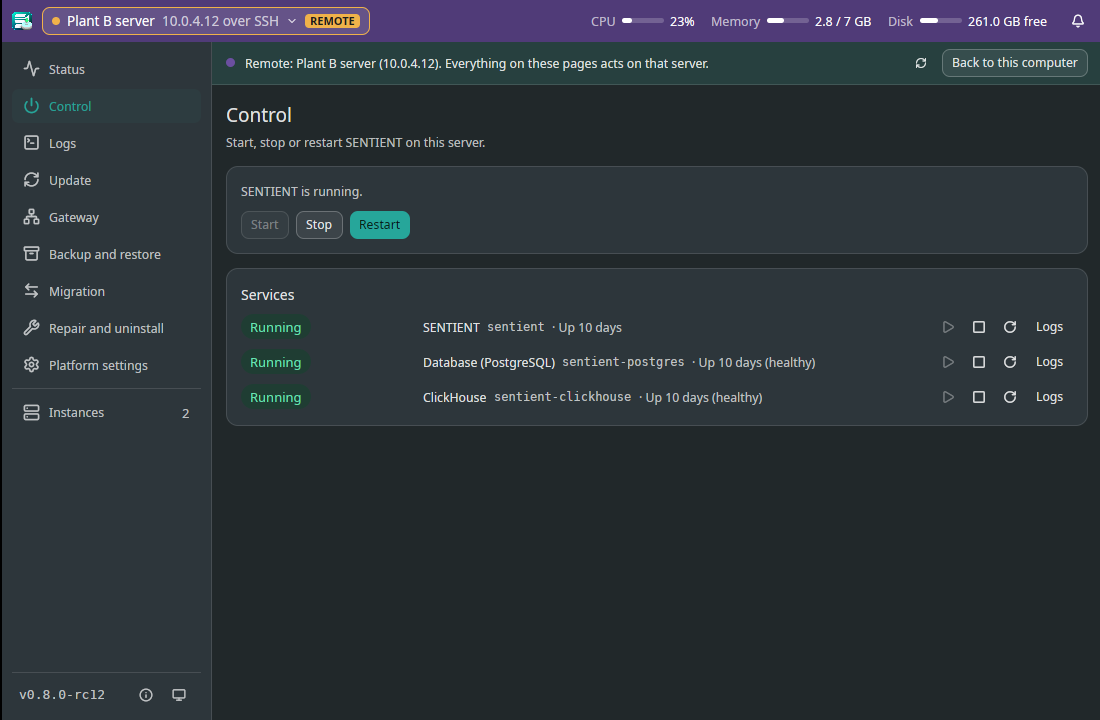 Plant B server 10.0.4.12 over SSH REMOTE CPU 23% Memory 2.8 / 7 GB Disk 261.0 GB free
Status
Control
Logs
Update
Gateway
Backup and restore
Migration
Repair and uninstall
Platform settings
Instances 2
v0.8.0-rc12
Remote: Plant B server (10.0.4.12). Everything on these pages acts on that server. Back to this computer
Control
Start, stop or restart SENTIENT on this server.
SENTIENT is running.
Start Stop Restart
Services
Running SENTIENT sentient · Up 10 days Logs
Running Database (PostgreSQL) sentient-postgres · Up 10 days (healthy) Logs
Running ClickHouse sentient-clickhouse · Up 10 days (healthy) Logs